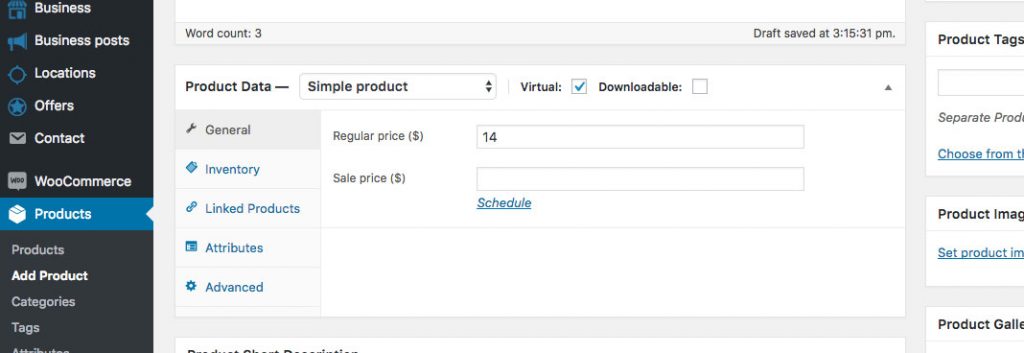 Business
Business posts
Locations
Offers
Contact
WOO
WooCommerce
Products
Products
Add Product
Categories
Tags
Attributes
Word count: 3
Draft saved at 3:15:31 pm.
Product Data —
Simple product
Virtual:
Downloadable:
General
Inventory
Linked Products
Attributes
Advanced
Regular price ($)
14
Sale price ($)
Schedule
Product Short Description
Product Tags
Separate Produ
Choose from th
Product Imag
Set product im
Product Galle